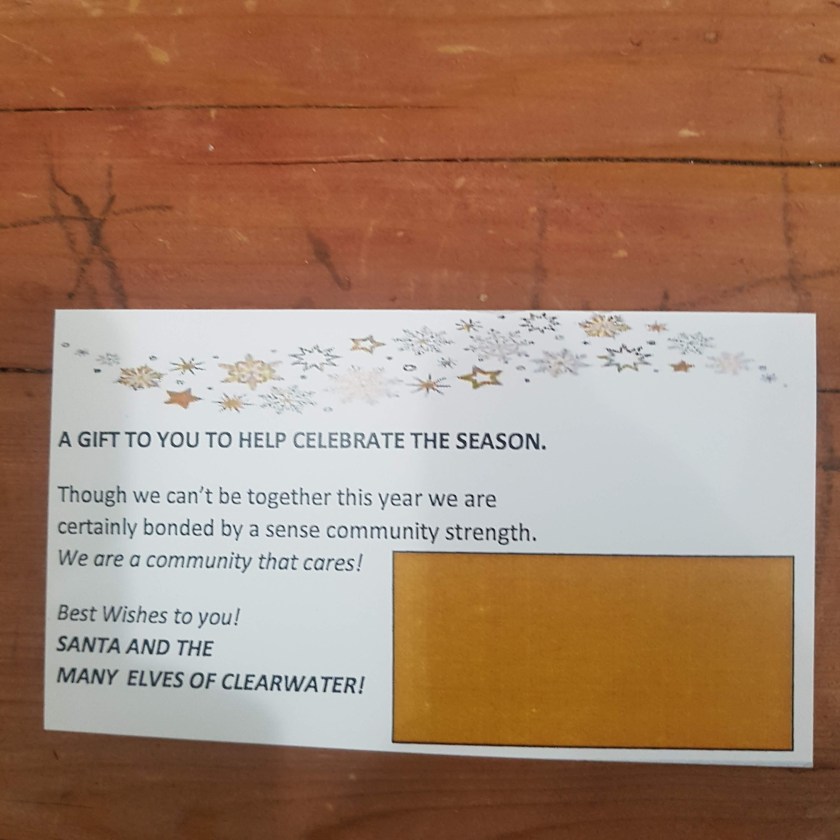 A GIFT TO YOU TO HELP CELEBRATE THE SEASON.
Though we can't be together this year we are
certainly bonded by a sense community strength.
We are a community that cares!
Best Wishes to you!
SANTA AND THE
MANY ELVES OF CLEARWATER!